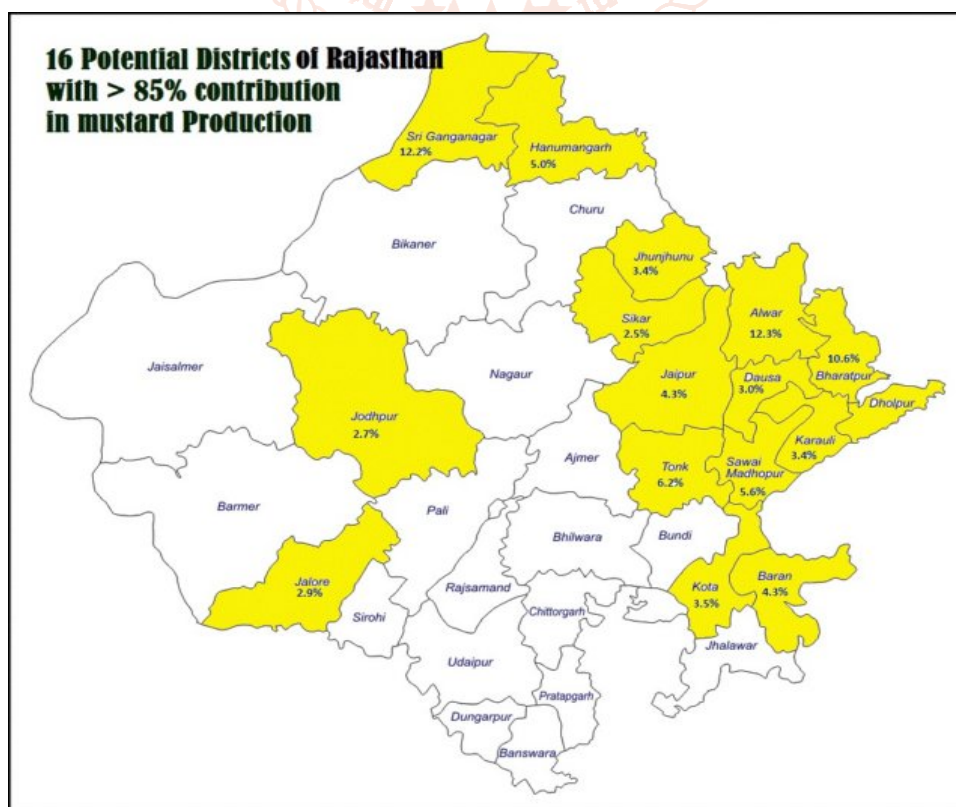 16 Potential Districts of Rajasthan
with > 85% contribution
in mustard Production
Sri Ganganagar
12.2%
Hanumangarh
5.0%
Churu
Bikaner
Jhunjhunu
3.4%
Sikar
2.5%
Alwar
12.3%
10.6%
Bharatpur
Jaisalmer
Nagaur
Jaipur
4.3%
Dausa
3.0%
Dholpur
Jodhpur
2.7%
Karauli
3.4%
Ajmer
Tonk
6.2%
Sawai
Madhopur
5.6%
Barmer
Pali
Bhilwara
Bundi
Jalore
2.9%
Rajsamand
Kota
3.5%
Baran
4.3%
Sirohi
Chittorgarh
Jhalawar
Udaipur
Pratapgarh
Dungarpur
Banswara